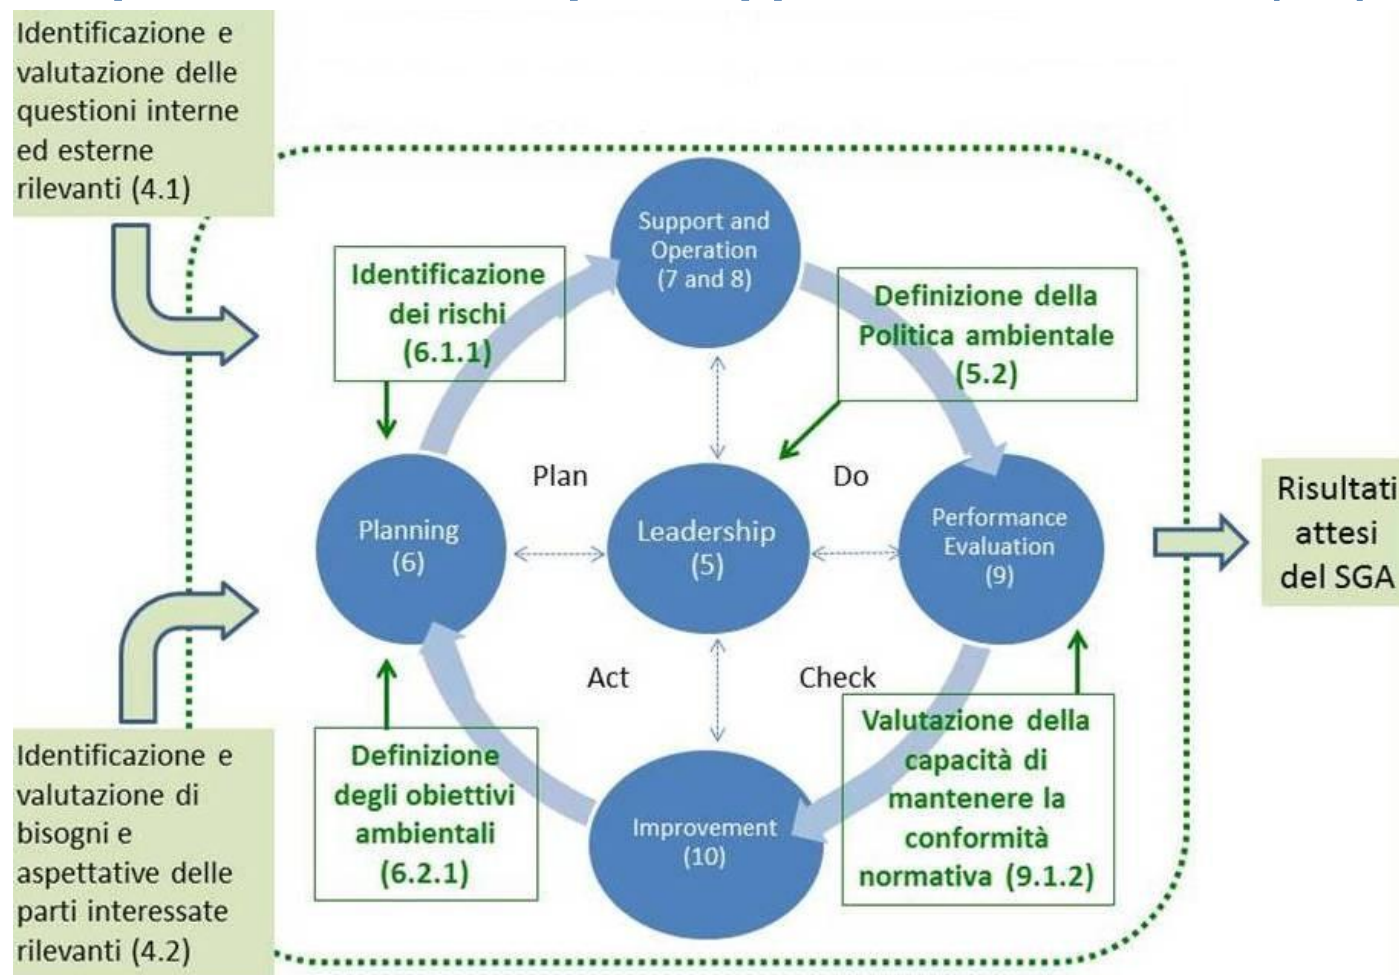 Identificazione e
valutazione delle
questioni interne
ed esterne
rilevanti (4.1)
Support and
Operation
(7 and 8)
Identificazione
dei rischi
(6.1.1)
Definizione della
Politica ambientale
(5.2)
Plan
Do
Planning
(6)
Leadership
(5)
Performance
Evaluation
(9)
Risultati
attesi
del SGA
Act
Check
Identificazione e
valutazione di
bisogni e
aspettative delle
parti interessate
rilevanti (4.2)
Definizione
degli obiettivi
ambientali
(6.2.1)
Improvement
(10)
Valutazione della
capacità di
mantenere la
conformità
normativa (9.1.2)